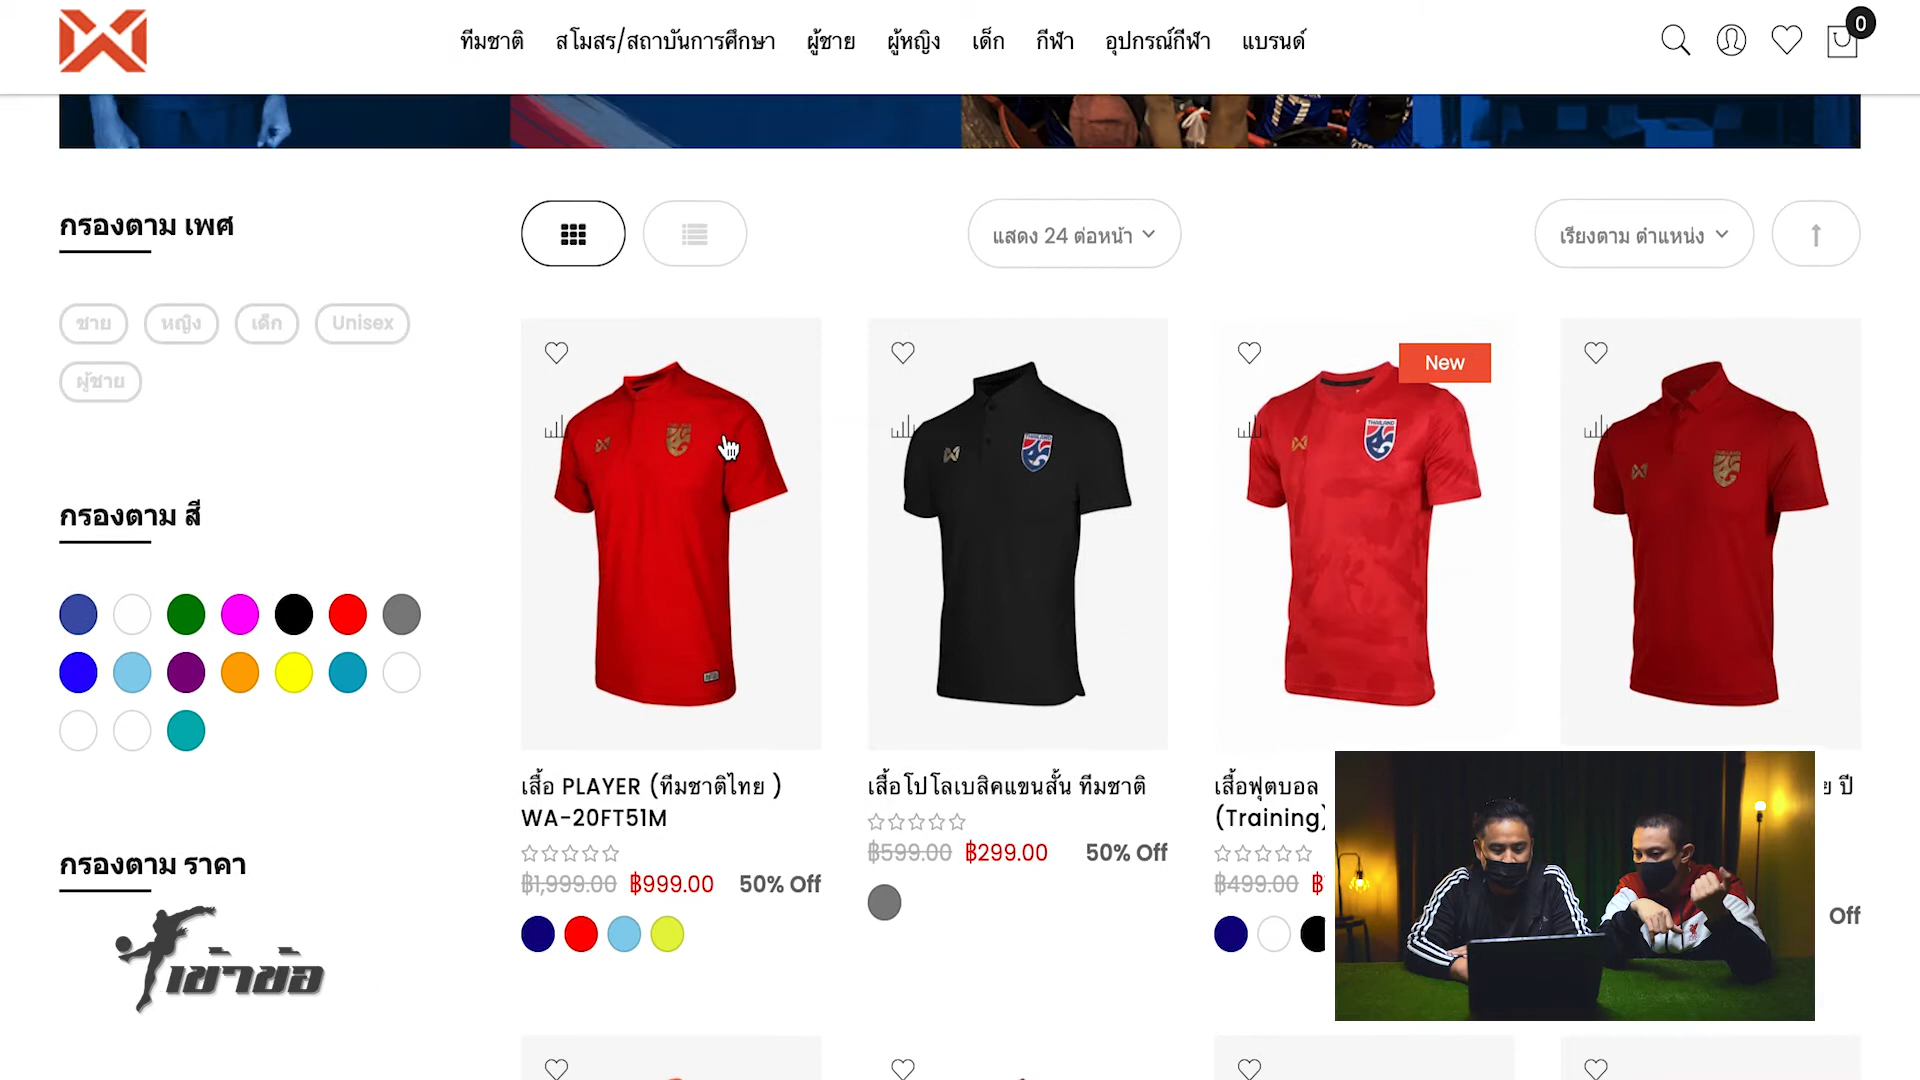 ทีมชาติ สโมสร/สถาบันการศึกษา ผู้ชาย ผู้หญิง เด็ก กีฬา อุปกรณ์กีฬา แบรนด์ 0
17
กรองตาม เพศ
แสดง 24 ต่อหน้า เรียงตาม ตำแหน่ง
ชาย หญิง เด็ก Unisex
ผู้ชาย
New
THAILAND
THAILAND
กรองตาม สี
เสื้อ PLAYER (ทีมชาติไทย )
WA-20FT51M
฿1,999.00 ฿999.00 50% Off
เสื้อโปโลเบสิคแขนสั้น ทีมชาติ
฿599.00 ฿299.00 50% Off
เสื้อฟุตบอล
(Training)
฿499.00 ฿
ย ปี
Off
กรองตาม ราคา
เข้าข้อ